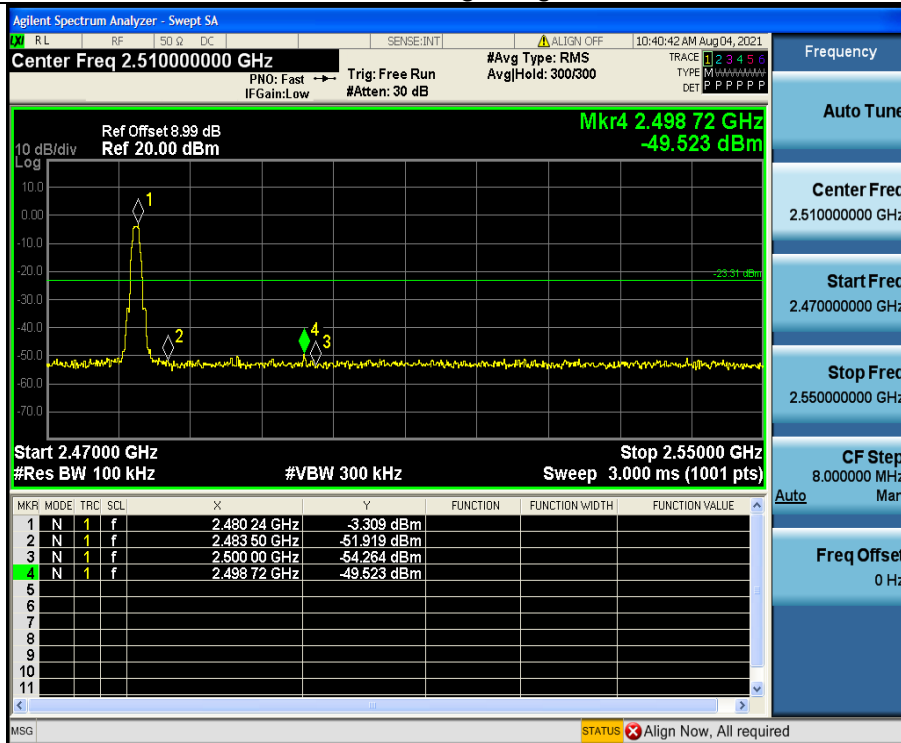 Agilent Spectrum Analyzer - Swept SA
LXI RL RF 50 Ω DC SENSE:INT ALIGN OFF 10:40:42 AM Aug 04, 2021
Center Freq 2.510000000 GHz
PNO: Fast
IFGain:Low
Trig: Free Run
#Atten: 30 dB
#Avg Type: RMS
Avg|Hold: 300/300
TRACE 1 2 3 4 5 6
TYPE M
DET P P P P P P
Ref Offset 8.99 dB
10 dB/div Ref 20.00 dBm
Log
Mkr4 2.498 72 GHz
-49.523 dBm
10.0
0.00
-10.0
-20.0
-30.0
-40.0
-50.0
-60.0
-70.0
1
2
4
3
-23.31 dBm
Start 2.47000 GHz Stop 2.55000 GHz
#Res BW 100 kHz #VBW 300 kHz Sweep 3.000 ms (1001 pts)
MKR MODE TRC SCL X Y FUNCTION FUNCTION WIDTH FUNCTION VALUE
1 N 1 f 2.480 24 GHz -3.309 dBm
2 N 1 f 2.483 50 GHz -51.919 dBm
3 N 1 f 2.500 00 GHz -54.264 dBm
4 N 1 f 2.498 72 GHz -49.523 dBm
5
6
7
8
9
10
11
MSG STATUS Align Now, All required
Frequency
Auto Tune
Center Freq
2.510000000 GHz
Start Freq
2.470000000 GHz
Stop Freq
2.550000000 GHz
CF Step
8.000000 MHz
Auto Man
Freq Offset
0 Hz